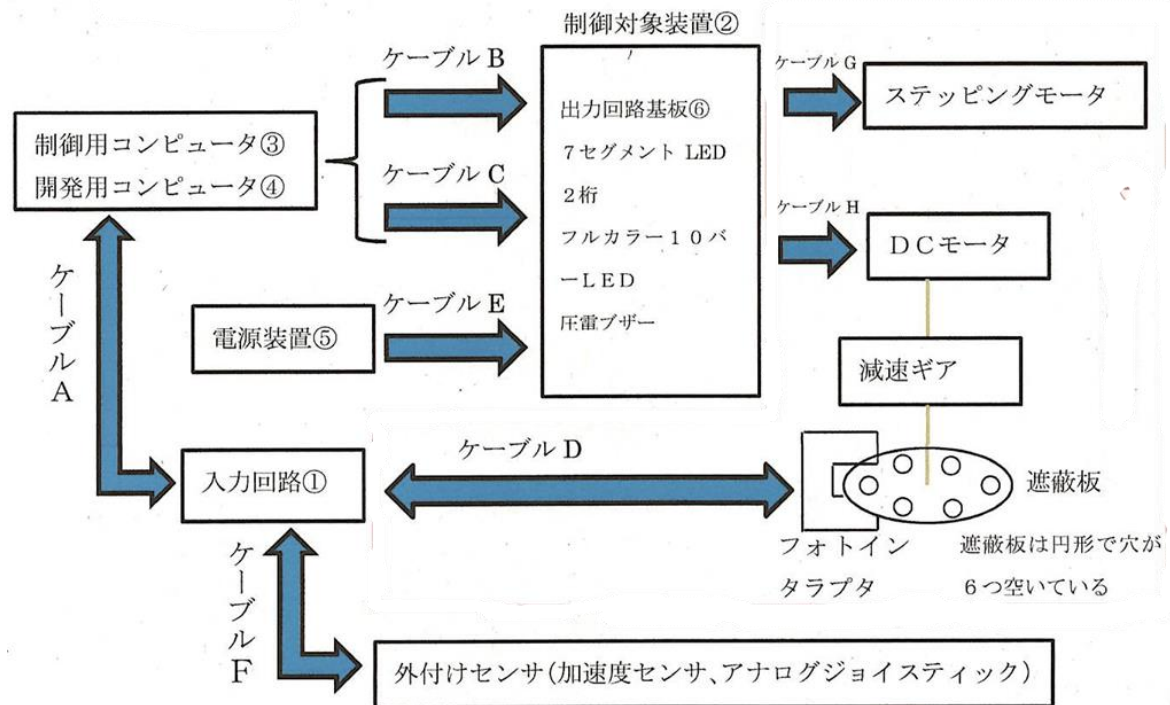 制御対象装置②
ケーブル B
ケーブル G
ステッピングモータ
出力回路基板⑥
7セグメント LED
2桁
フルカラー10バ
ーLED
圧電ブザー
制御用コンピュータ③
開発用コンピュータ④
ケーブル C
ケーブル H
DCモータ
ケーブルA
ケーブル E
電源装置⑤
減速ギア
ケーブル D
入力回路①
遮蔽板
フォトイン
タラプタ
遮蔽板は円形で穴が
6つ空いている
ケーブルF
外付けセンサ(加速度センサ、アナログジョイスティック)